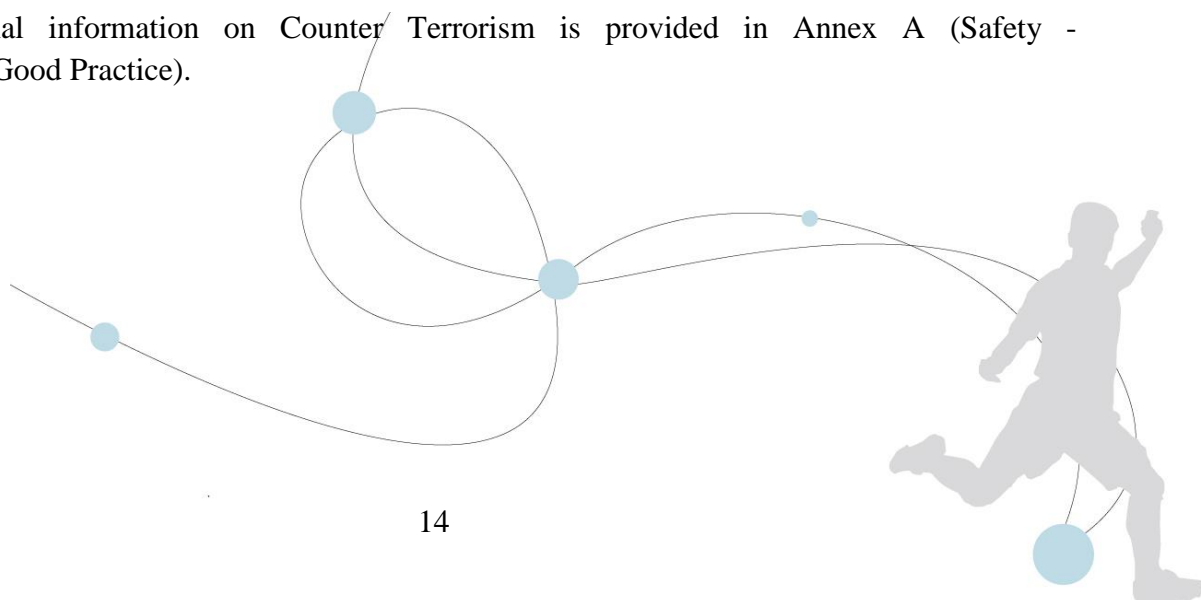 al information on Counter Terrorism is provided in Annex A (Safety -
Good Practice).
14